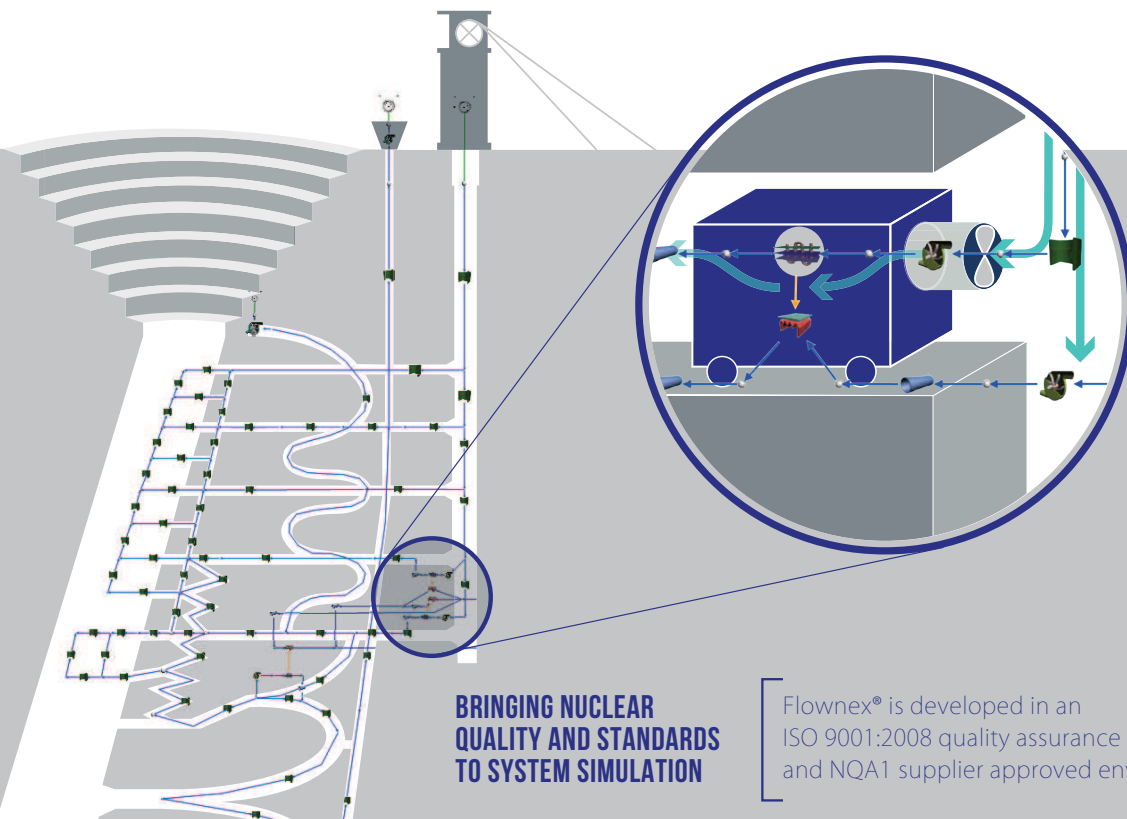 BRINGING NUCLEAR
QUALITY AND STANDARDS
TO SYSTEM SIMULATION
Flownex® is developed in an
ISO 9001:2008 quality assurance
and NQA1 supplier approved